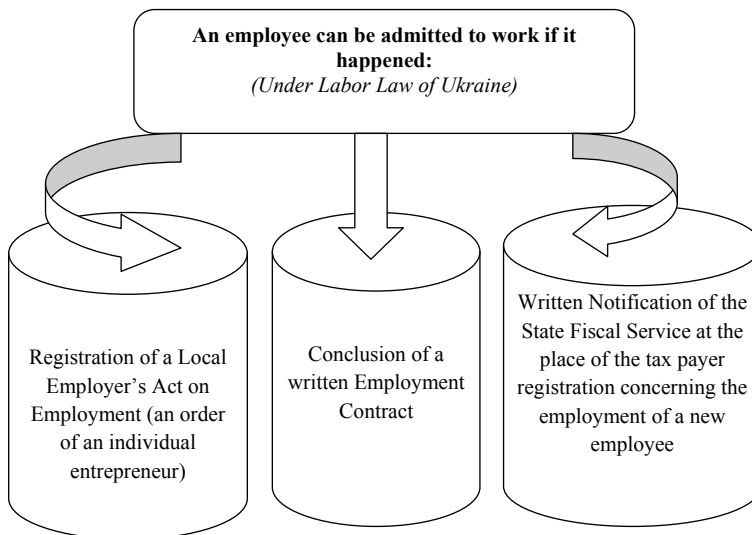 An employee can be admitted to work if it
happened:
(Under Labor Law of Ukraine)
Registration of a Local
Employer’s Act on
Employment (an order
of an individual
entrepreneur)
Conclusion of a
written Employment
Contract
Written Notification of the
State Fiscal Service at the
place of the tax payer
registration concerning the
employment of a new
employee